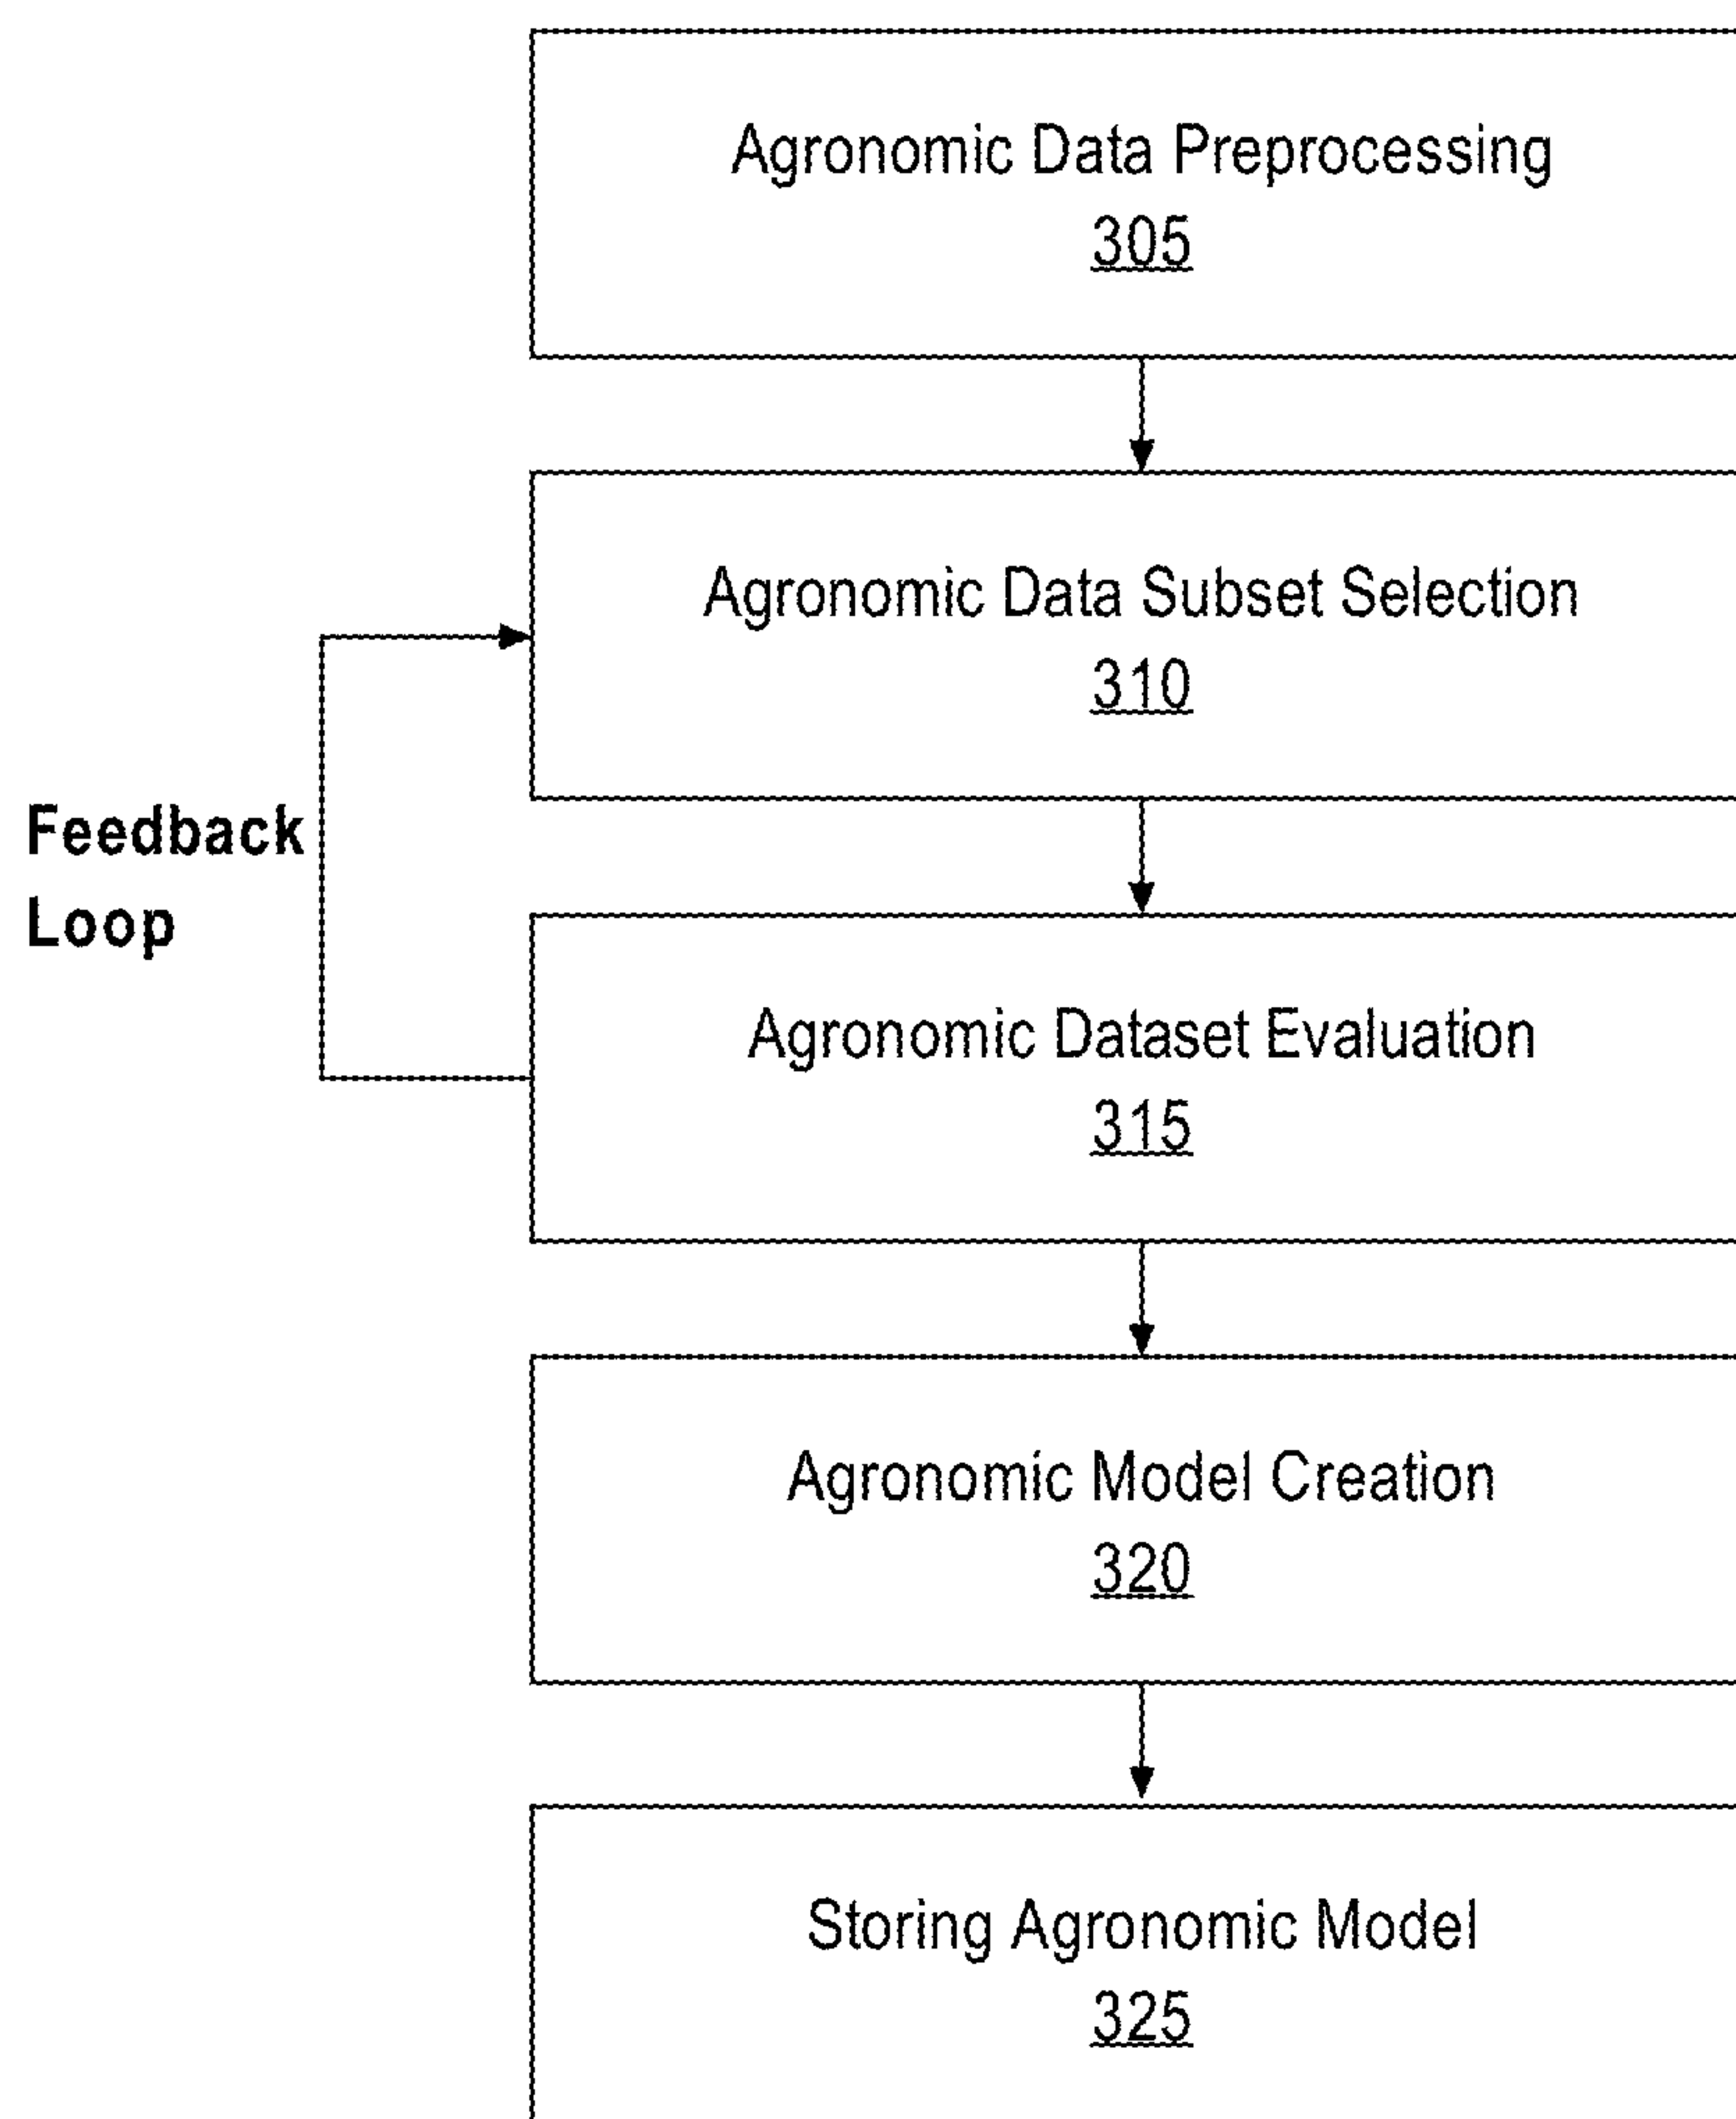 Agronomic Data Preprocessing
305
Agronomic Data Subset Selection
310
Feedback
Loop
Agronomic Dataset Evaluation
315
Agronomic Model Creation
320
Storing Agronomic Model
325